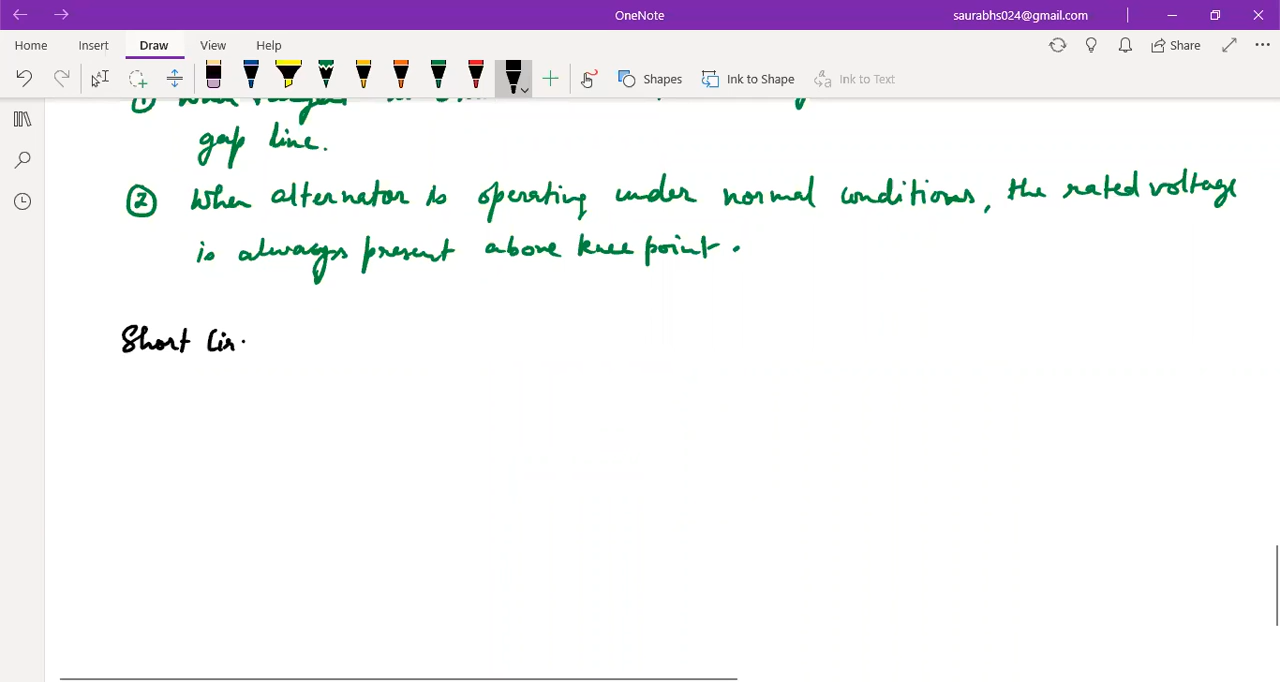 OneNote
saurabhs024@gmail.com
Home Insert Draw View Help
Share
Shapes Ink to Shape Ink to Text
①
gap line.
② When alternator is operating under normal conditions, the rated voltage
is always present above knee point.
Short Cir